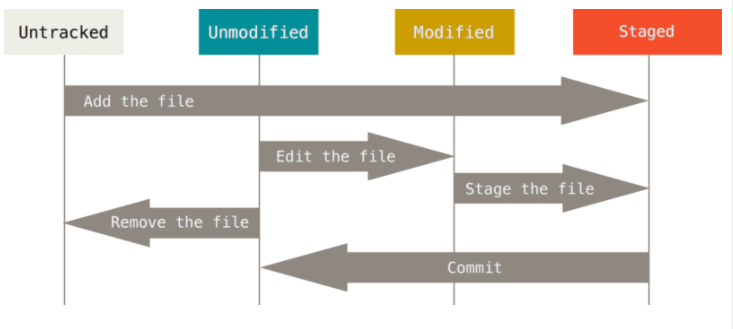 Untracked
Unmodified
Modified
Staged
Add the file
Edit the file
Stage the file
Remove the file
Commit